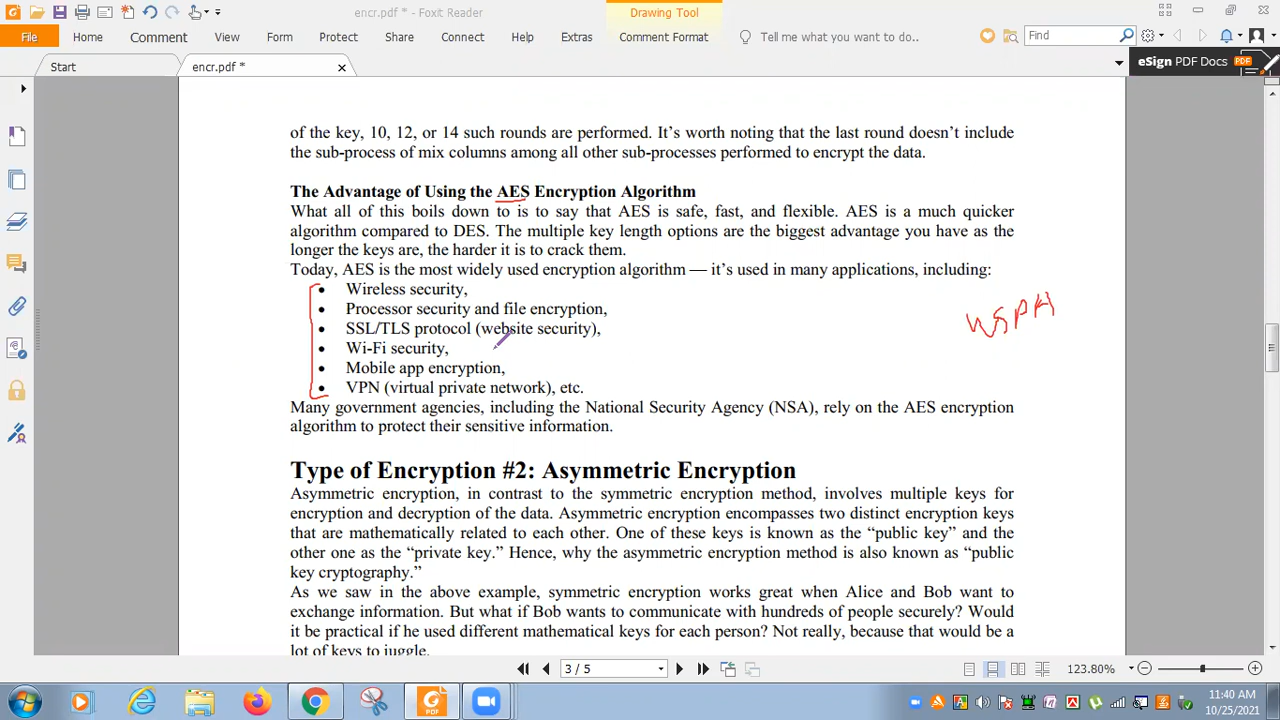 encr.pdf * - Foxit Reader
Drawing Tool
File
Home
Comment
View
Form
Protect
Share
Connect
Help
Extras
Comment Format
Tell me what you want to do..
Find
Start
encr.pdf *
eSign PDF Docs
PDF
of the key, 10, 12, or 14 such rounds are performed. It’s worth noting that the last round doesn’t include
the sub-process of mix columns among all other sub-processes performed to encrypt the data.
The Advantage of Using the AES Encryption Algorithm
What all of this boils down to is to say that AES is safe, fast, and flexible. AES is a much quicker
algorithm compared to DES. The multiple key length options are the biggest advantage you have as the
longer the keys are, the harder it is to crack them.
Today, AES is the most widely used encryption algorithm — it’s used in many applications, including:
• Wireless security,
• Processor security and file encryption,
• SSL/TLS protocol (website security),
• Wi-Fi security,
• Mobile app encryption,
• VPN (virtual private network), etc.
Many government agencies, including the National Security Agency (NSA), rely on the AES encryption
algorithm to protect their sensitive information.
Type of Encryption #2: Asymmetric Encryption
Asymmetric encryption, in contrast to the symmetric encryption method, involves multiple keys for
encryption and decryption of the data. Asymmetric encryption encompasses two distinct encryption keys
that are mathematically related to each other. One of these keys is known as the “public key” and the
other one as the “private key.” Hence, why the asymmetric encryption method is also known as “public
key cryptography.”
As we saw in the above example, symmetric encryption works great when Alice and Bob want to
exchange information. But what if Bob wants to communicate with hundreds of people securely? Would
it be practical if he used different mathematical keys for each person? Not really, because that would be a
lot of keys to juggle.
3 / 5
123.80%
11:40 AM
10/25/2021